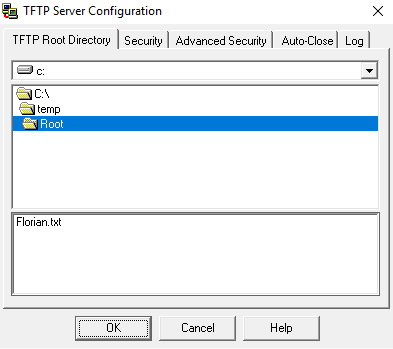 TFTP Server Configuration
TFTP Root Directory Security Advanced Security Auto-Close Log
c:
C:\
temp
Root
Florian.txt
OK Cancel Help